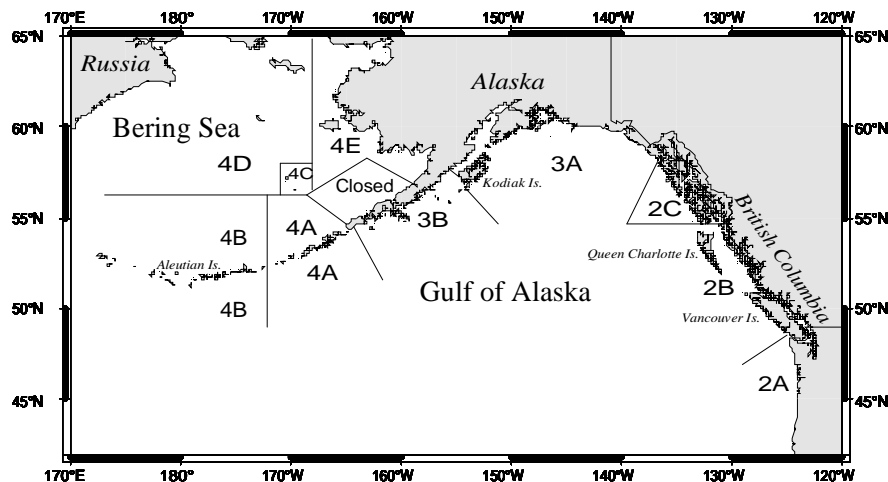 170°E 180° 170°W 160°W 150°W 140°W 130°W 120°W
65°N 65°N
Russia
Alaska
Bering Sea
60°N 60°N
4E
4D
3A
4C
Closed
Kodiak Is.
55°N 55°N
2C
3B
4A
4B
British Columbia
Queen Charlotte Is.
Aleutian Is.
4A
2B
Gulf of Alaska
50°N 50°N
4B
Vancouver Is.
2A
45°N 45°N
170°E 180° 170°W 160°W 150°W 140°W 130°W 120°W